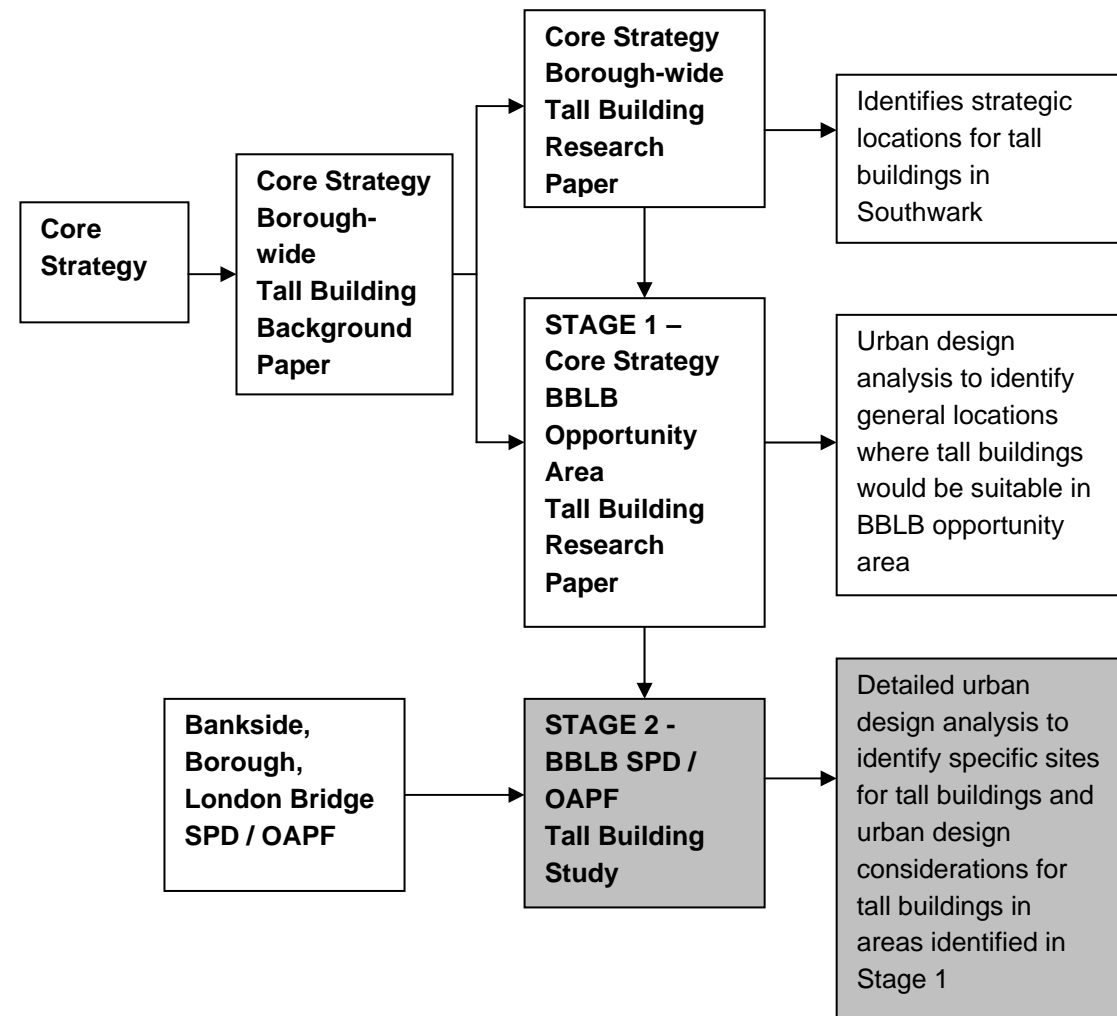 Core Strategy
Borough-wide
Tall Building
Research
Paper
Identifies strategic
locations for tall
buildings in
Southwark
Core
Strategy
Core Strategy
Borough-
wide
Tall Building
Background
Paper
STAGE 1 –
Core Strategy
BBLB
Opportunity
Area
Tall Building
Research
Paper
Urban design
analysis to identify
general locations
where tall buildings
would be suitable in
BBLB opportunity
area
Bankside,
Borough,
London Bridge
SPD / OAPF
STAGE 2 -
BBLB SPD /
OAPF
Tall Building
Study
Detailed urban
design analysis to
identify specific sites
for tall buildings and
urban design
considerations for
tall buildings in
areas identified in
Stage 1